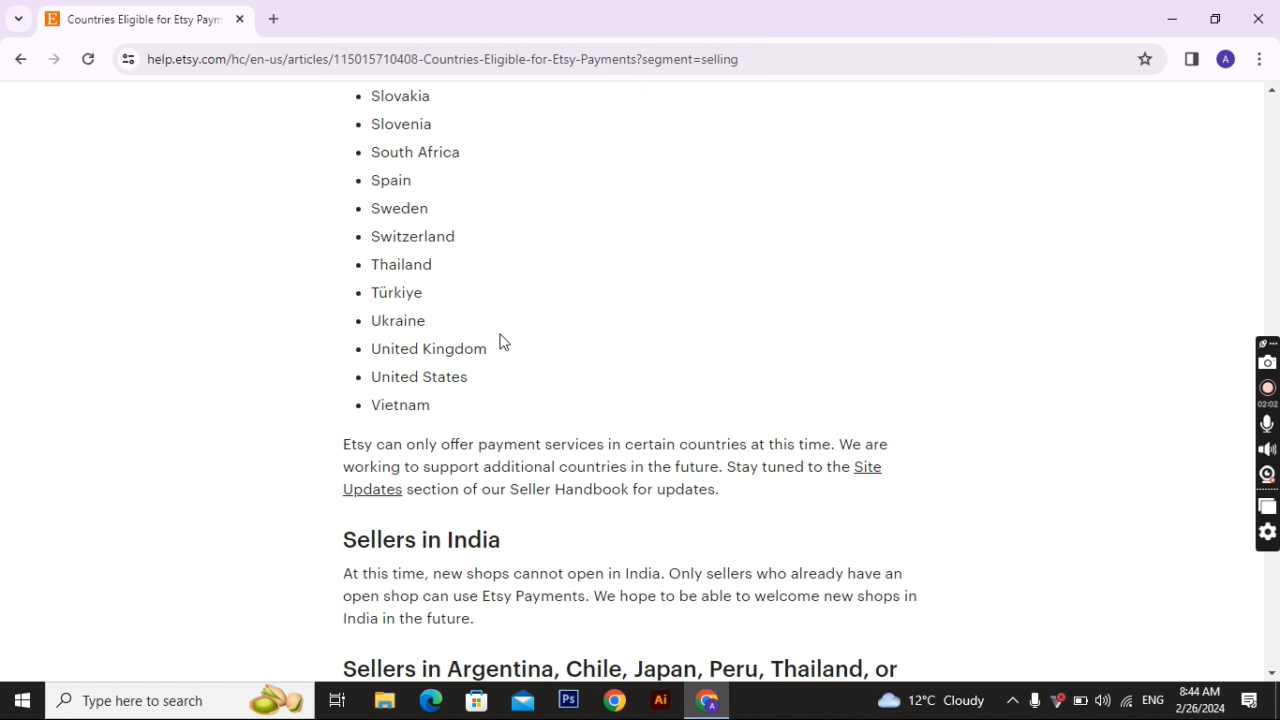 Countries Eligible for Etsy Paym
help.etsy.com/hc/en-us/articles/115015710408-Countries-Eligible-for-Etsy-Payments?segment=selling
A
• Slovakia
• Slovenia
• South Africa
• Spain
• Sweden
• Switzerland
• Thailand
• Türkiye
• Ukraine
• United Kingdom
• United States
• Vietnam
Etsy can only offer payment services in certain countries at this time. We are
working to support additional countries in the future. Stay tuned to the Site
Updates section of our Seller Handbook for updates.
Sellers in India
At this time, new shops cannot open in India. Only sellers who already have an
open shop can use Etsy Payments. We hope to be able to welcome new shops in
India in the future.
Sellers in Argentina, Chile, Japan, Peru, Thailand, or
02:02
Type here to search
Ps
Ai
A
12°C Cloudy
ENG
8:44 AM
2/26/2024